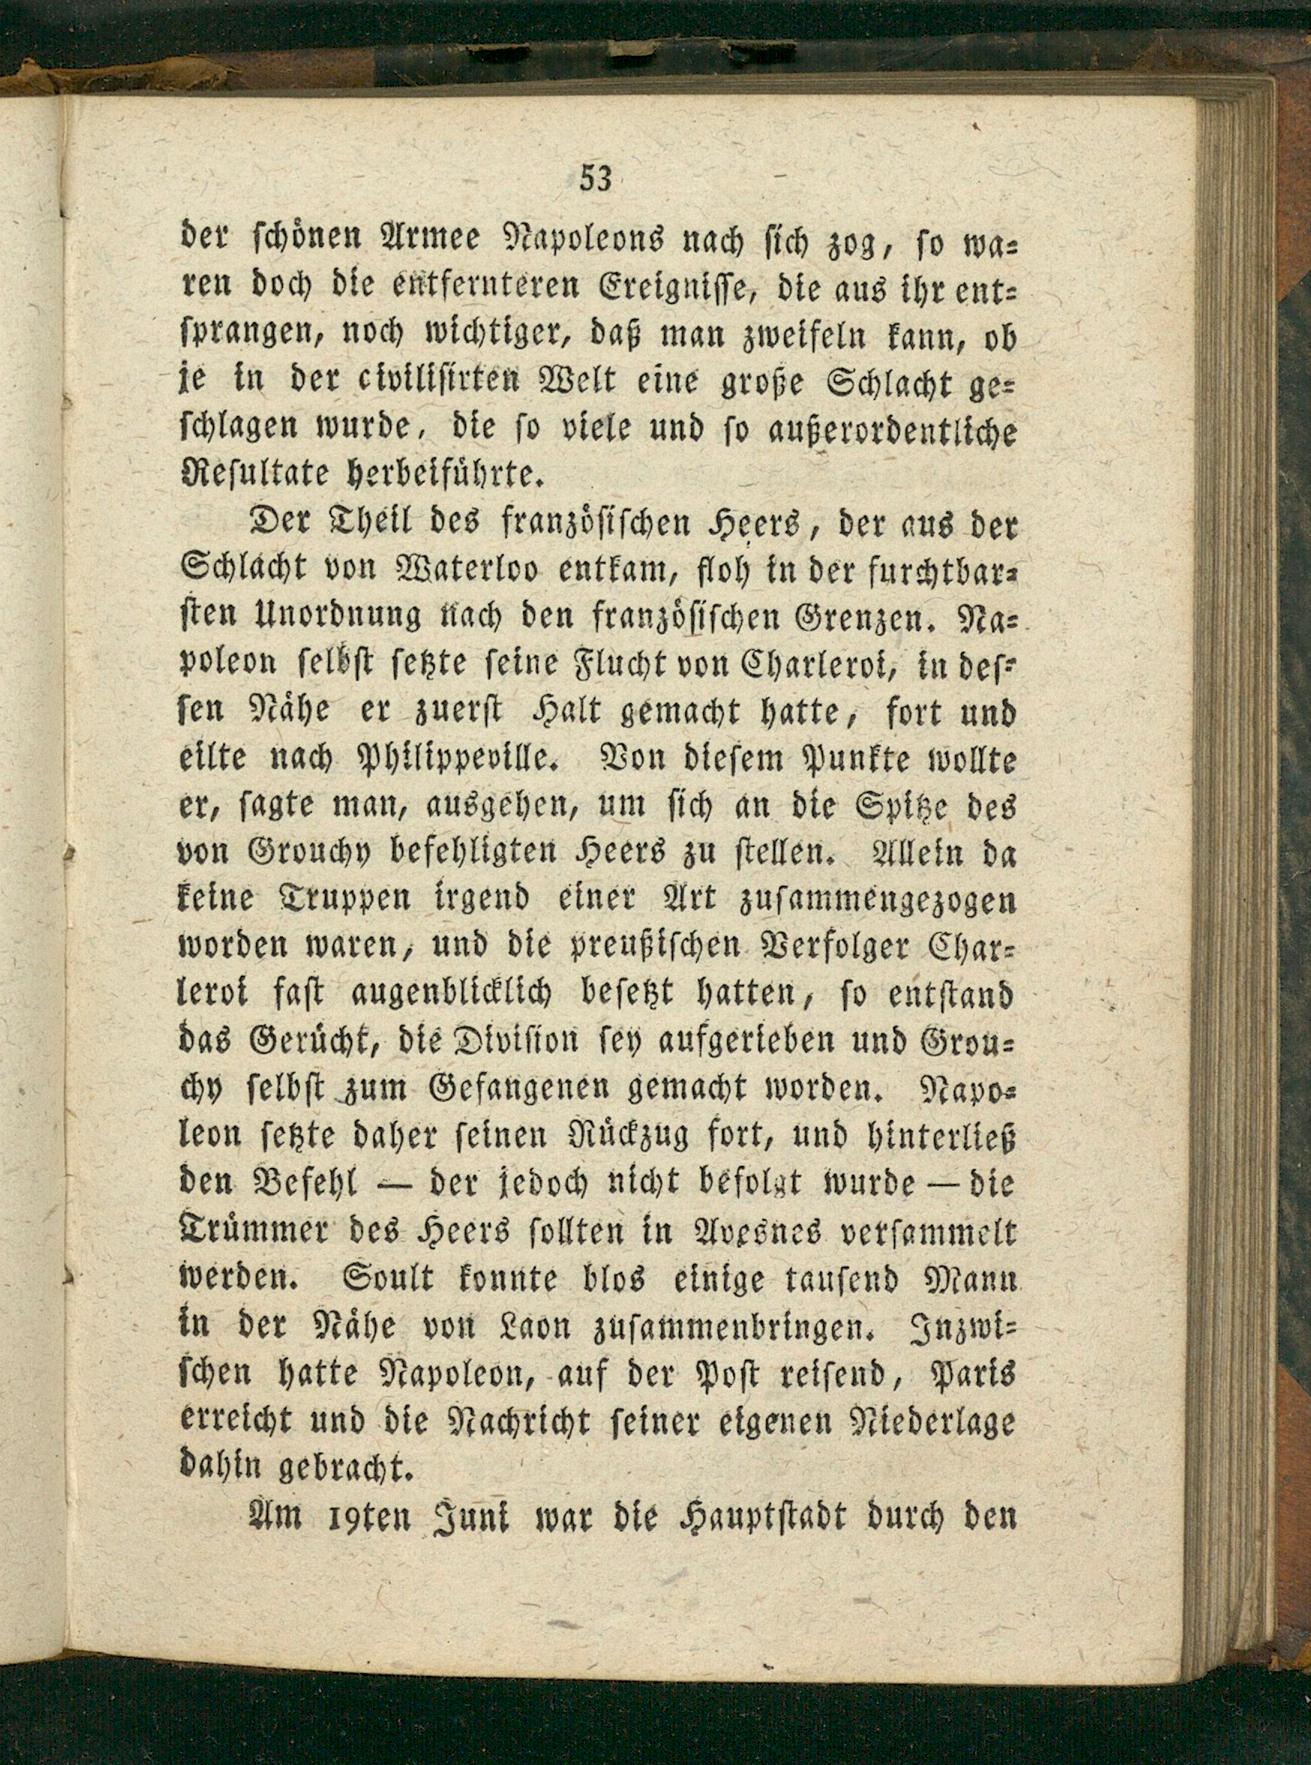 53
der schönen Armee Napoleons nach sich zog, so wa=
ren doch die entfernteren Ereignisse, die aus ihr ent=
sprangen, noch wichtiger, daß man zweifeln kann, ob
je in der civilisirten Welt eine große Schlacht ge=
schlagen wurde, die so viele und so außerordentliche
Resultate herbeiführte.
Der Theil des französischen Heers, der aus der
Schlacht von Waterloo entkam, floh in der furchtbar=
sten Unordnung nach den französischen Grenzen. Na=
poleon selbst setzte seine Flucht von Charleroi, in des=
sen Nähe er zuerst Halt gemacht hatte, fort und
eilte nach Philippeville. Von diesem Punkte wollte
er, sagte man, ausgehen, um sich an die Spitze des
von Grouchy befehligten Heers zu stellen. Allein da
keine Truppen irgend einer Art zusammengezogen
worden waren, und die preußischen Verfolger Char=
leroi fast augenblicklich besetzt hatten, so entstand
das Gerücht, die Division sey aufgerieben und Grou=
chy selbst zum Gefangenen gemacht worden. Napo=
leon setzte daher seinen Rückzug fort, und hinterließ
den Befehl — der jedoch nicht befolgt wurde — die
Trümmer des Heers sollten in Avesnes versammelt
werden. Soult konnte blos einige tausend Mann
in der Nähe von Laon zusammenbringen. Inzwi=
schen hatte Napoleon, auf der Post reisend, Paris
erreicht und die Nachricht seiner eigenen Niederlage
dahin gebracht.
Am 19ten Juni war die Hauptstadt durch den